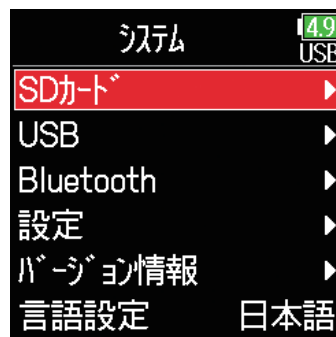 システム
4.9
USB
SDカード
USB
Bluetooth
設定
バージョン情報
言語設定 日本語